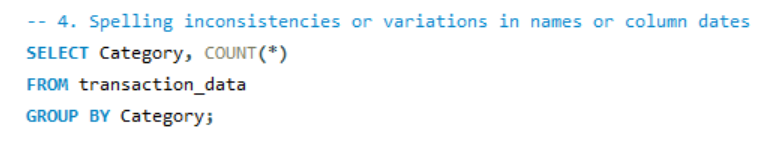 -- 4. Spelling inconsistencies or variations in names or column dates
SELECT Category, COUNT(*)
FROM transaction_data
GROUP BY Category;